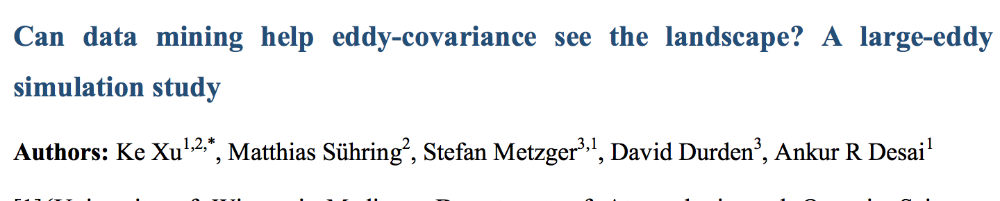 Can data mining help eddy-covariance see the landscape? A large-eddy
simulation study
Authors: Ke Xu1,2,*, Matthias Sühring2, Stefan Metzger3,1, David Durden3, Ankur R Desai1